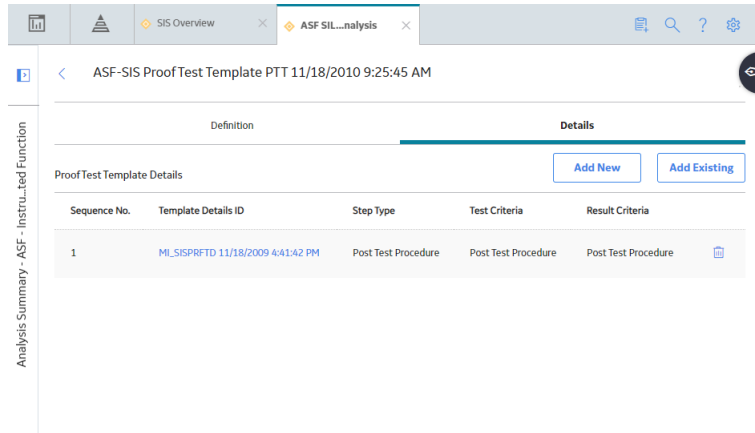 SIS Overview
ASF SIL...nalysis
ASF-SIS Proof Test Template PTT 11/18/2010 9:25:45 AM
Definition
Details
Proof Test Template Details
Add New
Add Existing
Sequence No. Template Details ID Step Type Test Criteria Result Criteria
1 MI_SISPRFTD 11/18/2009 4:41:42 PM Post Test Procedure Post Test Procedure Post Test Procedure
Analysis Summary - ASF - Instru...ted Function